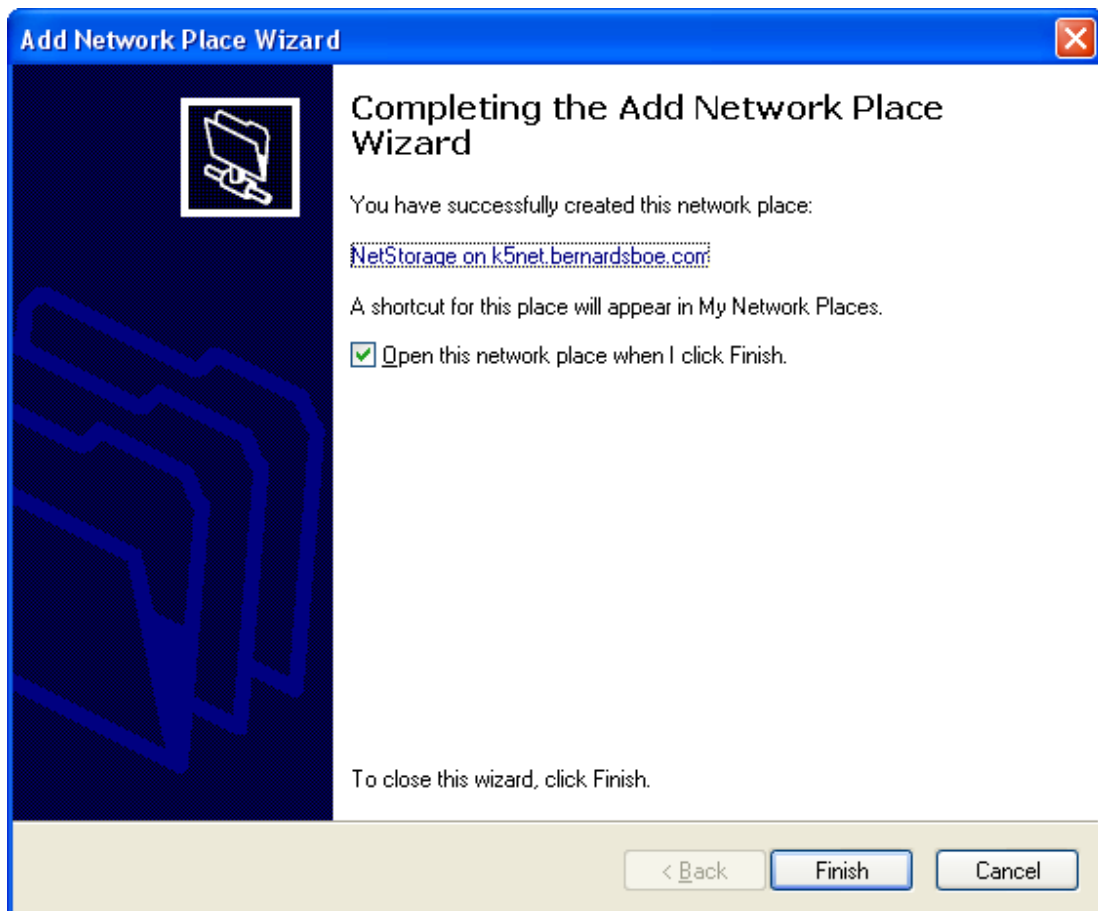 Add Network Place Wizard
Completing the Add Network Place
Wizard
You have successfully created this network place:
NetStorage on k5net.bernardsboe.com
A shortcut for this place will appear in My Network Places.
Open this network place when I click Finish.
To close this wizard, click Finish.
< Back Finish Cancel